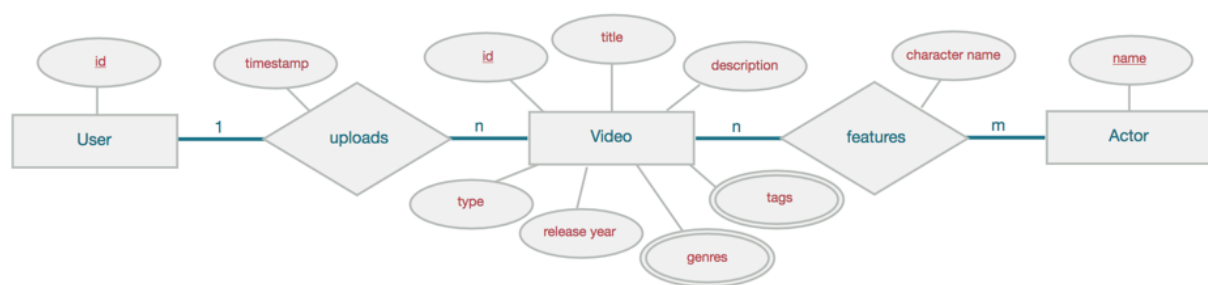 id
timestamp
id
title
description
character name
name
User
1
uploads
n
Video
n
features
m
Actor
type
release year
genres
tags